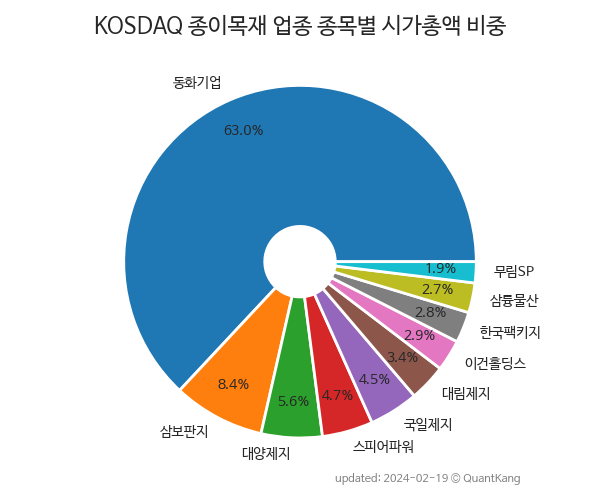 KOSDAQ 종이목재 업종 종목별 시가총액 비중
동화기업
63.0%
1.9%
무림SP
2.7%
삼륭물산
2.8%
한국팩키지
2.9%
이건홀딩스
3.4%
대림제지
4.5%
국일제지
4.7%
스피어파워
5.6%
대양제지
8.4%
삼보판지
updated: 2024-02-19 © QuantKang